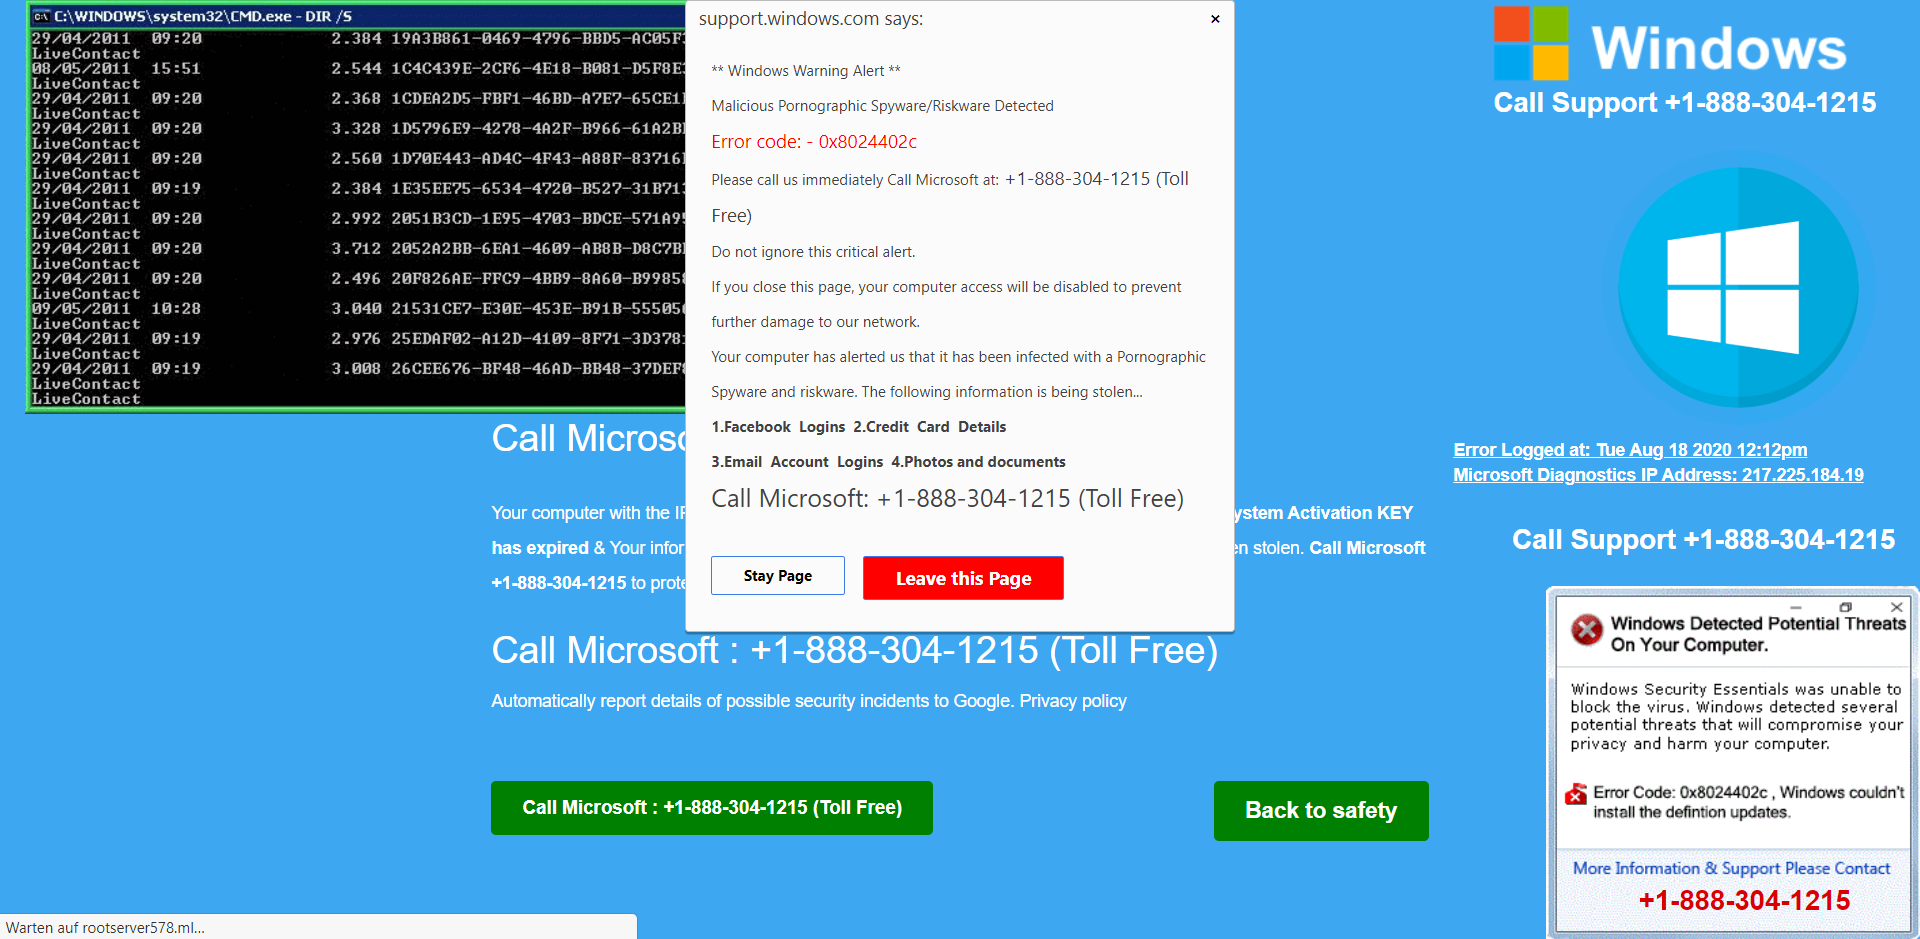 C:\WINDOWS\system32\CMD.exe - DIR /S
29/04/2011 09:20 2.384 19A3B861-0469-4796-BBD5-AC05F
LiveContact
08/05/2011 15:51 2.544 1C4C439E-2CF6-4E18-B081-D5F8E
LiveContact
29/04/2011 09:20 2.368 1CDEA2D5-FBF1-46BD-A7E7-65CE1
LiveContact
29/04/2011 09:20 3.328 1D5796E9-4278-4A2F-B966-61A2B
LiveContact
29/04/2011 09:20 2.560 1D70E443-AD4C-4F43-A88F-83716
LiveContact
29/04/2011 09:19 2.384 1E35EE75-6534-4720-B527-31B71
LiveContact
29/04/2011 09:20 2.992 2051B3CD-1E95-4703-BDCE-571A9
LiveContact
29/04/2011 09:20 3.712 2052A2BB-6EA1-4609-AB8B-D8C7B
LiveContact
29/04/2011 09:20 2.496 20F826AE-FFC9-4BB9-8A60-B9985
LiveContact
09/05/2011 10:28 3.040 21531CE7-E30E-453E-B91B-55505
LiveContact
29/04/2011 09:19 2.976 25EDAF02-A12D-4109-8F71-3D378
LiveContact
29/04/2011 09:19 3.008 26CEE676-BF48-46AD-BB48-37DEF
LiveContact
support.windows.com says:
×
** Windows Warning Alert **
Malicious Pornographic Spyware/Riskware Detected
Error code: - 0x8024402c
Please call us immediately Call Microsoft at: +1-888-304-1215 (Toll
Free)
Do not ignore this critical alert.
If you close this page, your computer access will be disabled to prevent
further damage to our network.
Your computer has alerted us that it has been infected with a Pornographic
Spyware and riskware. The following information is being stolen...
1.Facebook Logins 2.Credit Card Details
3.Email Account Logins 4.Photos and documents
Call Microsoft: +1-888-304-1215 (Toll Free)
Stay Page
Leave this Page
Call Micros
Your computer with the IP ystem Activation KEY
has expired & Your infor en stolen. Call Microsoft
+1-888-304-1215 to prote
Call Microsoft : +1-888-304-1215 (Toll Free)
Automatically report details of possible security incidents to Google. Privacy policy
Call Microsoft : +1-888-304-1215 (Toll Free)
Back to safety
Windows
Call Support +1-888-304-1215
Error Logged at: Tue Aug 18 2020 12:12pm
Microsoft Diagnostics IP Address: 217.225.184.19
Call Support +1-888-304-1215
Windows Detected Potential Threats
On Your Computer.
Windows Security Essentials was unable to
block the virus. Windows detected several
potential threats that will compromise your
privacy and harm your computer.
Error Code: 0x8024402c , Windows couldn't
install the defintion updates.
More Information & Support Please Contact
+1-888-304-1215
Warten auf rootserver578.ml...